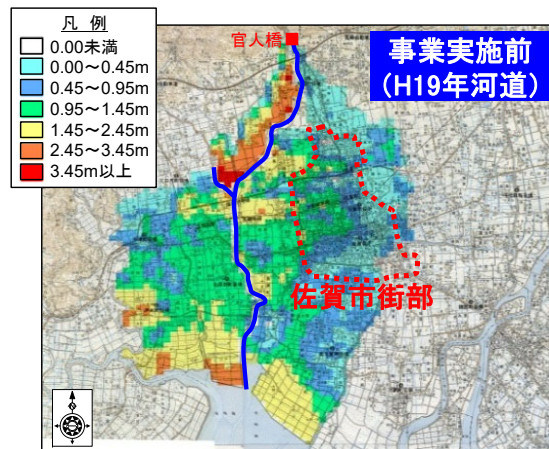 凡 例
0.00未満
0.00～0.45m
0.45～0.95m
0.95～1.45m
1.45～2.45m
2.45～3.45m
3.45m以上
官人橋
事業実施前
(H19年河道)
佐賀市街部